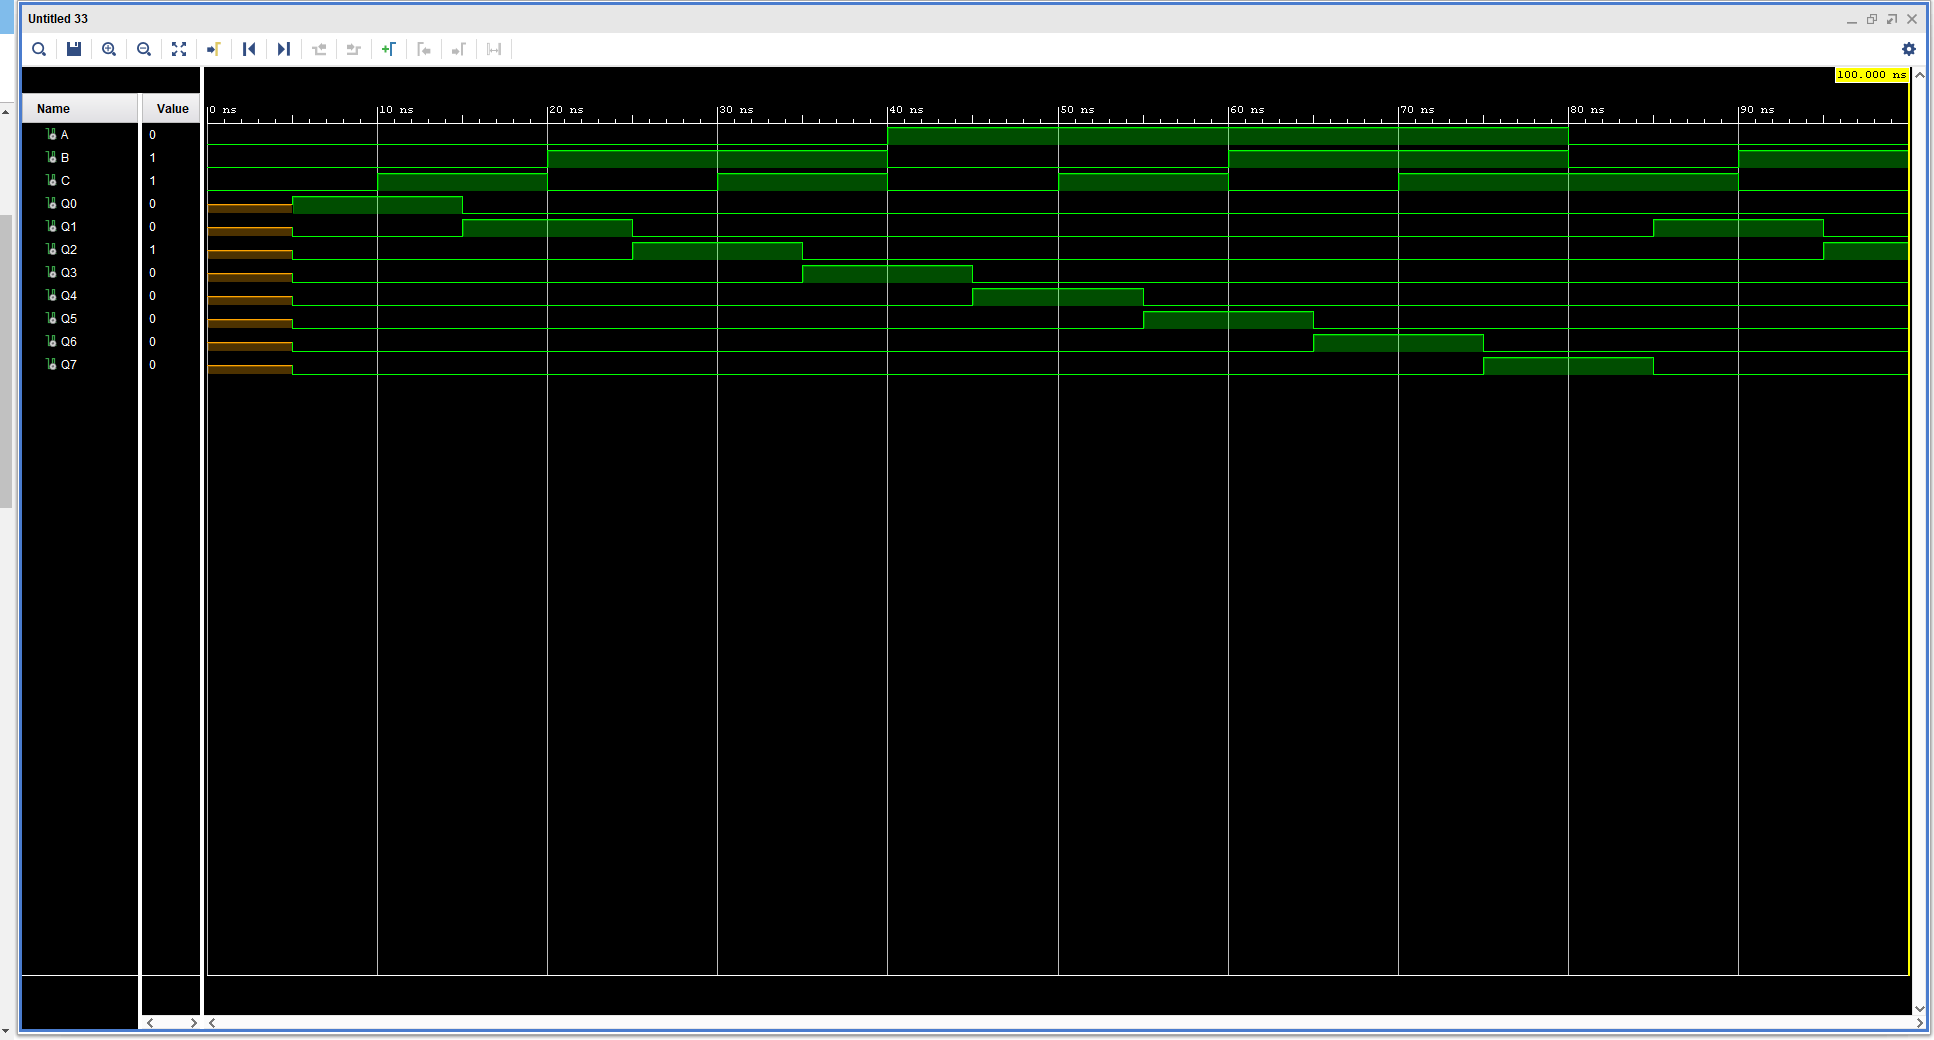 Untitled 33
100.000 ns
Name Value 0 ns 10 ns 20 ns 30 ns 40 ns 50 ns 60 ns 70 ns 80 ns 90 ns
A 0
B 1
C 1
Q0 0
Q1 0
Q2 1
Q3 0
Q4 0
Q5 0
Q6 0
Q7 0